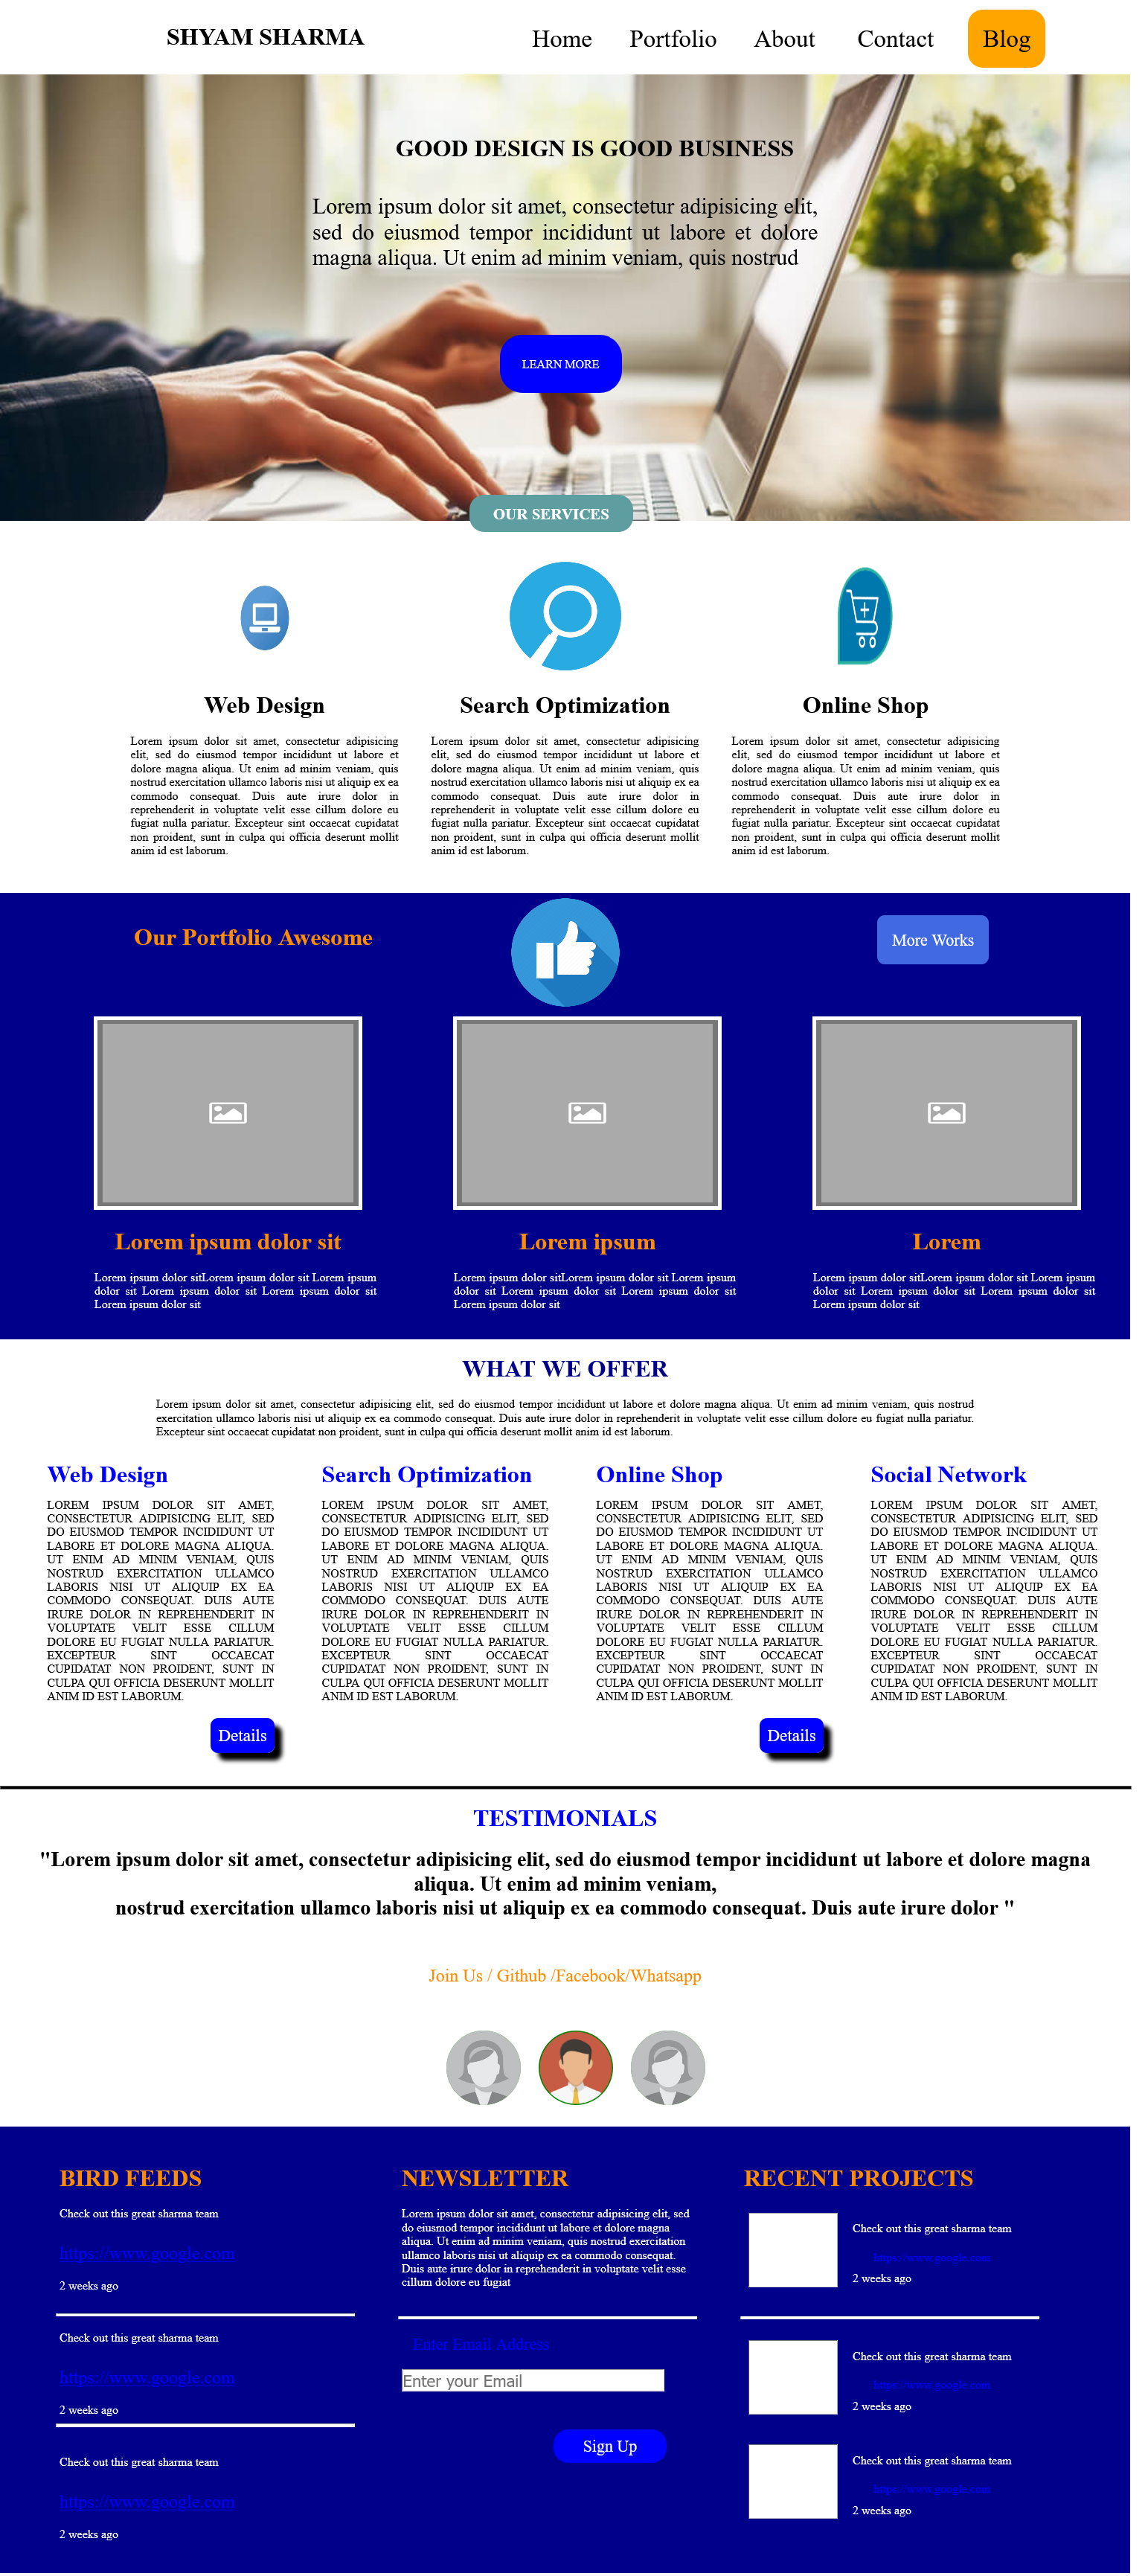 SHYAM SHARMA
Home Portfolio About Contact Blog
GOOD DESIGN IS GOOD BUSINESS
Lorem ipsum dolor sit amet, consectetur adipisicing elit,
sed do eiusmod tempor incididunt ut labore et dolore
magna aliqua. Ut enim ad minim veniam, quis nostrud
LEARN MORE
OUR SERVICES
Web Design
Lorem ipsum dolor sit amet, consectetur adipisicing
elit, sed do eiusmod tempor incididunt ut labore et
dolore magna aliqua. Ut enim ad minim veniam, quis
nostrud exercitation ullamco laboris nisi ut aliquip ex ea
commodo consequat. Duis aute irure dolor in
reprehenderit in voluptate velit esse cillum dolore eu
fugiat nulla pariatur. Excepteur sint occaecat cupidatat
non proident, sunt in culpa qui officia deserunt mollit
anim id est laborum.
Search Optimization
Lorem ipsum dolor sit amet, consectetur adipisicing
elit, sed do eiusmod tempor incididunt ut labore et
dolore magna aliqua. Ut enim ad minim veniam, quis
nostrud exercitation ullamco laboris nisi ut aliquip ex ea
commodo consequat. Duis aute irure dolor in
reprehenderit in voluptate velit esse cillum dolore eu
fugiat nulla pariatur. Excepteur sint occaecat cupidatat
non proident, sunt in culpa qui officia deserunt mollit
anim id est laborum.
Online Shop
Lorem ipsum dolor sit amet, consectetur adipisicing
elit, sed do eiusmod tempor incididunt ut labore et
dolore magna aliqua. Ut enim ad minim veniam, quis
nostrud exercitation ullamco laboris nisi ut aliquip ex ea
commodo consequat. Duis aute irure dolor in
reprehenderit in voluptate velit esse cillum dolore eu
fugiat nulla pariatur. Excepteur sint occaecat cupidatat
non proident, sunt in culpa qui officia deserunt mollit
anim id est laborum.
Our Portfolio Awesome
More Works
Lorem ipsum dolor sit
Lorem ipsum dolor sitLorem ipsum dolor sit Lorem ipsum
dolor sit Lorem ipsum dolor sit Lorem ipsum dolor sit
Lorem ipsum dolor sit
Lorem ipsum
Lorem ipsum dolor sitLorem ipsum dolor sit Lorem ipsum
dolor sit Lorem ipsum dolor sit Lorem ipsum dolor sit
Lorem ipsum dolor sit
Lorem
Lorem ipsum dolor sitLorem ipsum dolor sit Lorem ipsum
dolor sit Lorem ipsum dolor sit Lorem ipsum dolor sit
Lorem ipsum dolor sit
WHAT WE OFFER
Lorem ipsum dolor sit amet, consectetur adipisicing elit, sed do eiusmod tempor incididunt ut labore et dolore magna aliqua. Ut enim ad minim veniam, quis nostrud
exercitation ullamco laboris nisi ut aliquip ex ea commodo consequat. Duis aute irure dolor in reprehenderit in voluptate velit esse cillum dolore eu fugiat nulla pariatur.
Excepteur sint occaecat cupidatat non proident, sunt in culpa qui officia deserunt mollit anim id est laborum.
Web Design
LOREM IPSUM DOLOR SIT AMET,
CONSECTETUR ADIPISICING ELIT, SED
DO EIUSMOD TEMPOR INCIDIDUNT UT
LABORE ET DOLORE MAGNA ALIQUA.
UT ENIM AD MINIM VENIAM, QUIS
NOSTRUD EXERCITATION ULLAMCO
LABORIS NISI UT ALIQUIP EX EA
COMMODO CONSEQUAT. DUIS AUTE
IRURE DOLOR IN REPREHENDERIT IN
VOLUPTATE VELIT ESSE CILLUM
DOLORE EU FUGIAT NULLA PARIATUR.
EXCEPTEUR SINT OCCAECAT
CUPIDATAT NON PROIDENT, SUNT IN
CULPA QUI OFFICIA DESERUNT MOLLIT
ANIM ID EST LABORUM.
Details
Search Optimization
LOREM IPSUM DOLOR SIT AMET,
CONSECTETUR ADIPISICING ELIT, SED
DO EIUSMOD TEMPOR INCIDIDUNT UT
LABORE ET DOLORE MAGNA ALIQUA.
UT ENIM AD MINIM VENIAM, QUIS
NOSTRUD EXERCITATION ULLAMCO
LABORIS NISI UT ALIQUIP EX EA
COMMODO CONSEQUAT. DUIS AUTE
IRURE DOLOR IN REPREHENDERIT IN
VOLUPTATE VELIT ESSE CILLUM
DOLORE EU FUGIAT NULLA PARIATUR.
EXCEPTEUR SINT OCCAECAT
CUPIDATAT NON PROIDENT, SUNT IN
CULPA QUI OFFICIA DESERUNT MOLLIT
ANIM ID EST LABORUM.
Online Shop
LOREM IPSUM DOLOR SIT AMET,
CONSECTETUR ADIPISICING ELIT, SED
DO EIUSMOD TEMPOR INCIDIDUNT UT
LABORE ET DOLORE MAGNA ALIQUA.
UT ENIM AD MINIM VENIAM, QUIS
NOSTRUD EXERCITATION ULLAMCO
LABORIS NISI UT ALIQUIP EX EA
COMMODO CONSEQUAT. DUIS AUTE
IRURE DOLOR IN REPREHENDERIT IN
VOLUPTATE VELIT ESSE CILLUM
DOLORE EU FUGIAT NULLA PARIATUR.
EXCEPTEUR SINT OCCAECAT
CUPIDATAT NON PROIDENT, SUNT IN
CULPA QUI OFFICIA DESERUNT MOLLIT
ANIM ID EST LABORUM.
Details
Social Network
LOREM IPSUM DOLOR SIT AMET,
CONSECTETUR ADIPISICING ELIT, SED
DO EIUSMOD TEMPOR INCIDIDUNT UT
LABORE ET DOLORE MAGNA ALIQUA.
UT ENIM AD MINIM VENIAM, QUIS
NOSTRUD EXERCITATION ULLAMCO
LABORIS NISI UT ALIQUIP EX EA
COMMODO CONSEQUAT. DUIS AUTE
IRURE DOLOR IN REPREHENDERIT IN
VOLUPTATE VELIT ESSE CILLUM
DOLORE EU FUGIAT NULLA PARIATUR.
EXCEPTEUR SINT OCCAECAT
CUPIDATAT NON PROIDENT, SUNT IN
CULPA QUI OFFICIA DESERUNT MOLLIT
ANIM ID EST LABORUM.
TESTIMONIALS
"Lorem ipsum dolor sit amet, consectetur adipisicing elit, sed do eiusmod tempor incididunt ut labore et dolore magna
aliqua. Ut enim ad minim veniam,
nostrud exercitation ullamco laboris nisi ut aliquip ex ea commodo consequat. Duis aute irure dolor "
Join Us / Github /Facebook/Whatsapp
BIRD FEEDS
Check out this great sharma team
https://www.google.com
2 weeks ago
Check out this great sharma team
https://www.google.com
2 weeks ago
Check out this great sharma team
https://www.google.com
2 weeks ago
NEWSLETTER
Lorem ipsum dolor sit amet, consectetur adipisicing elit, sed
do eiusmod tempor incididunt ut labore et dolore magna
aliqua. Ut enim ad minim veniam, quis nostrud exercitation
ullamco laboris nisi ut aliquip ex ea commodo consequat.
Duis aute irure dolor in reprehenderit in voluptate velit esse
cillum dolore eu fugiat
Enter Email Address
Enter your Email
Sign Up
RECENT PROJECTS
Check out this great sharma team
https://www.google.com
2 weeks ago
Check out this great sharma team
https://www.google.com
2 weeks ago
Check out this great sharma team
https://www.google.com
2 weeks ago